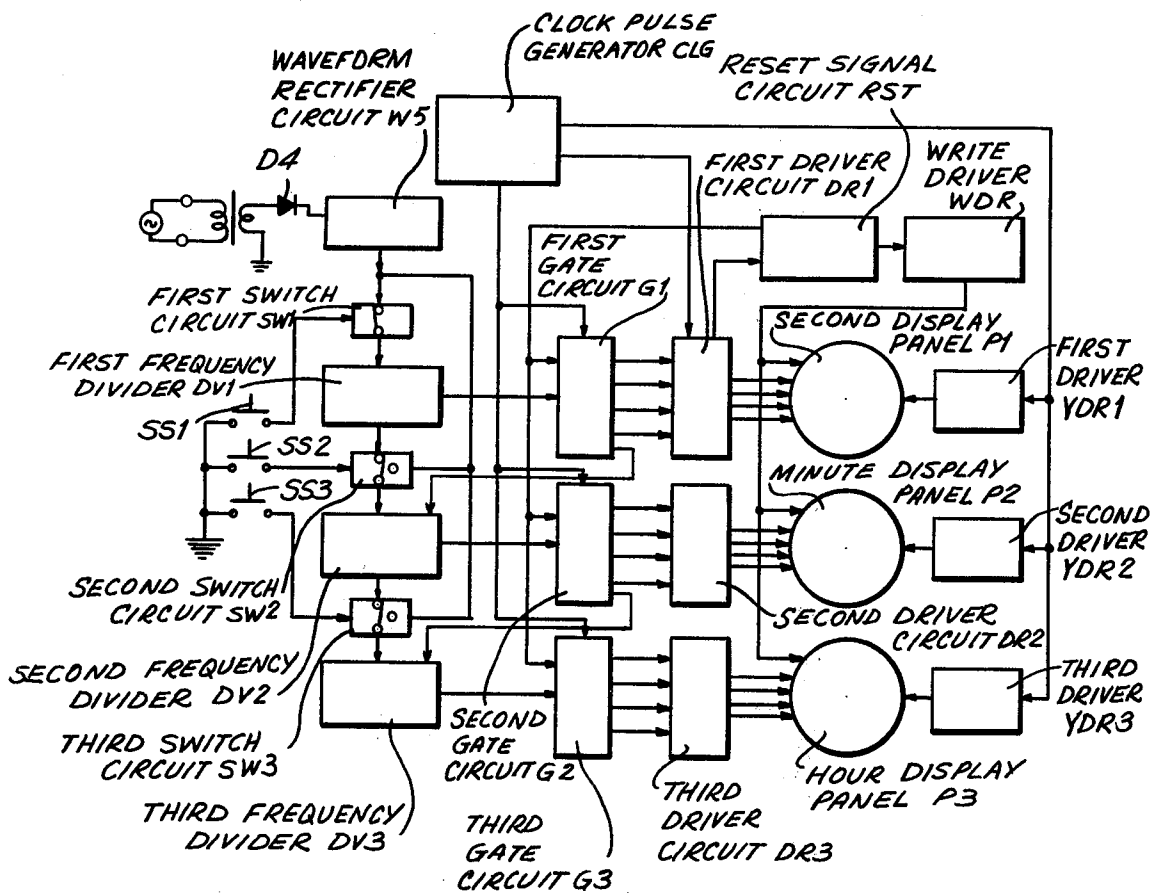 CLOCK PULSE
GENERATOR CLG
WAVEFORM
RECTIFIER
CIRCUIT W5
RESET SIGNAL
CIRCUIT RST
D4
FIRST DRIVER
CIRCUIT DR1
WRITE
DRIVER
WDR
FIRST
GATE
CIRCUIT G1
FIRST SWITCH
CIRCUIT SW1
SECOND DISPLAY
PANEL P1
FIRST
DRIVER
YDR1
FIRST FREQUENCY
DIVIDER DV1
SS1
SS2
SS3
MINUTE DISPLAY
PANEL P2
SECOND
DRIVER
YDR2
SECOND SWITCH
CIRCUIT SW2
SECOND DRIVER
CIRCUIT DR2
SECOND FREQUENCY
DIVIDER DV2
THIRD
DRIVER
YDR3
SECOND
GATE
CIRCUIT G2
THIRD SWITCH
CIRCUIT SW3
HOUR DISPLAY
PANEL P3
THIRD FREQUENCY
DIVIDER DV3
THIRD
GATE
CIRCUIT G3
THIRD
DRIVER
CIRCUIT DR3